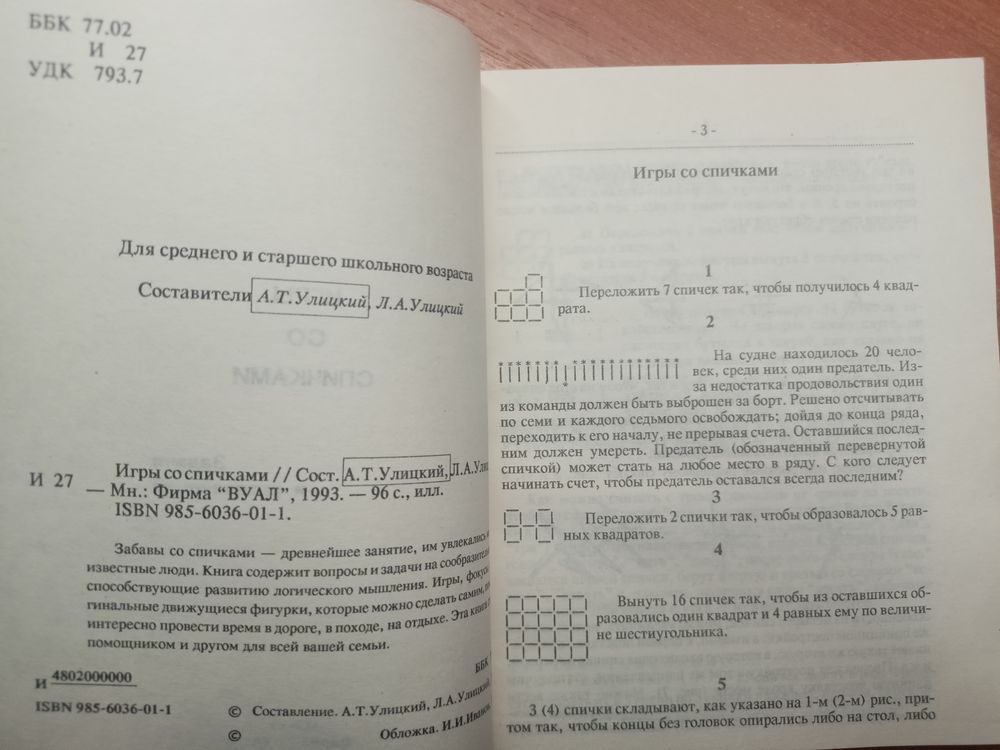 ББК 77.02
И 27
УДК 793.7
Для среднего и старшего школьного возраста
Составители А.Т.Улицкий, Л.А.Улицкий
И 27
Игры со спичками // Сост. А.Т.Улицкий, Л.А.Ули
— Мн.: Фирма “ВУАЛ”, 1993. — 96 с., илл.
ISBN 985-6036-01-1.
Забавы со спичками — древнейшее занятие, им увлекались
известные люди. Книга содержит вопросы и задачи на сообразител
способствующие развитию логического мышления. Игры, фокус
гинальные движущиеся фигурки, которые можно сделать самим,
интересно провести время в дороге, в походе, на отдыхе. Эта книга
помощником и другом для всей вашей семьи.
ББК
И 4802000000
ISBN 985-6036-01-1
© Составление. А.Т.Улицкий, Л.А.Улицкий,
© Обложка. И.И.Иванов,
- 3 -
Игры со спичками
1
Переложить 7 спичек так, чтобы получилось 4 квад-
рата.
2
На судне находилось 20 чело-
век, среди них один предатель. Из-
за недостатка продовольствия один
из команды должен быть выброшен за борт. Решено отсчитывать
по семи и каждого седьмого освобождать; дойдя до конца ряда,
переходить к его началу, не прерывая счета. Оставшийся послед-
ним должен умереть. Предатель (обозначенный перевернутой
спичкой) может стать на любое место в ряду. С кого следует
начинать счет, чтобы предатель оставался всегда последним?
3
Переложить 2 спички так, чтобы образовалось 5 рав-
ных квадратов.
4
Вынуть 16 спичек так, чтобы из оставшихся об-
разовались один квадрат и 4 равных ему по величи-
не шестиугольника.
5
3 (4) спички складывают, как указано на 1-м (2-м) рис., при-
том так, чтобы концы без головок опирались либо на стол, либо